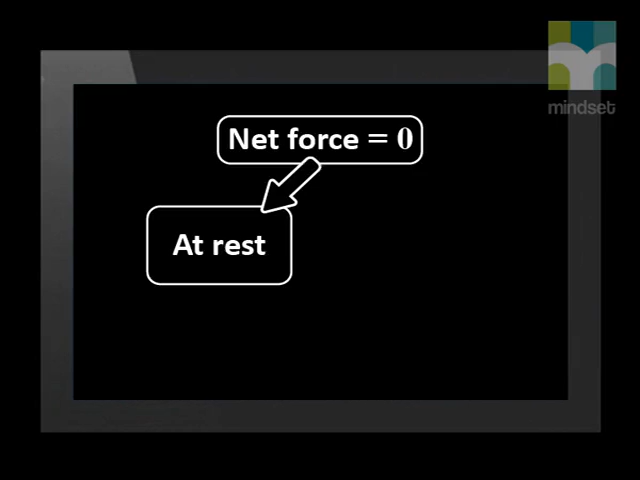 mindset
Net force = 0
At rest